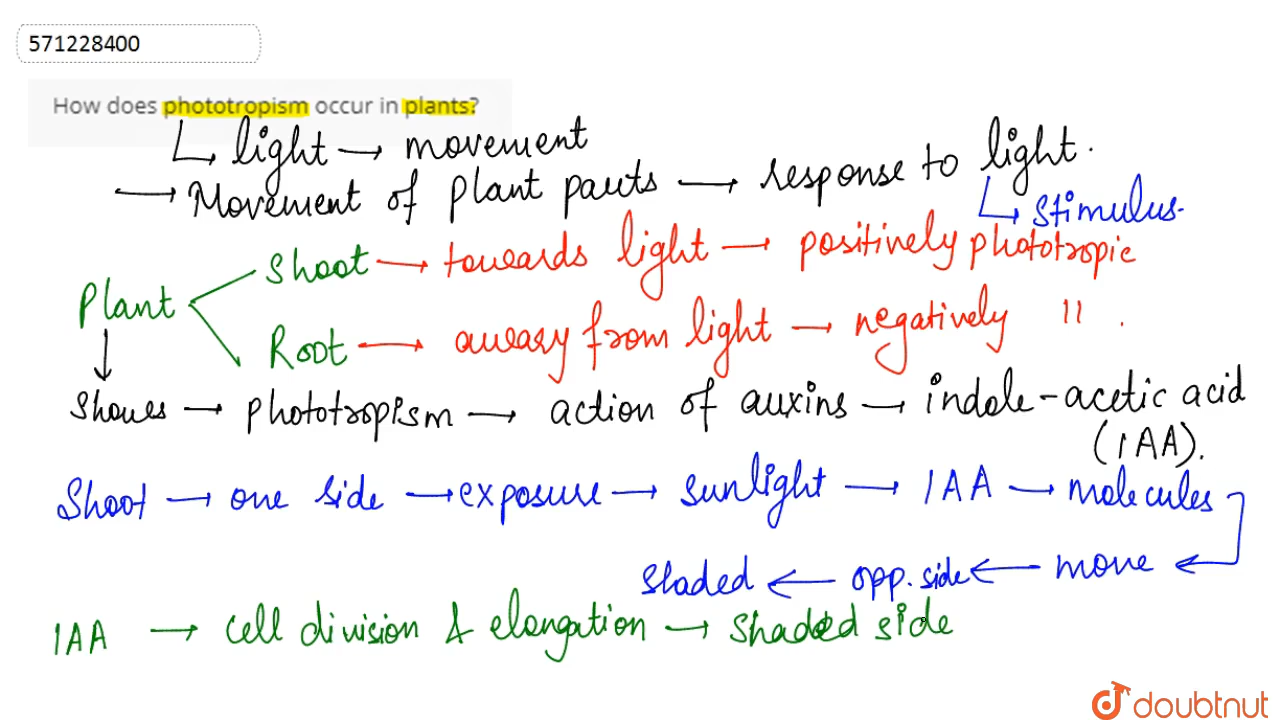 571228400
How does phototropism occur in plants?
↳ light → movement
→ Movement of plant parts → response to light.
↳ Stimulus.
Plant
Shoot → towards light → positively phototropic
Root → away from light → negatively 11 .
↓
Shows → phototropism → action of auxins → indole-acetic acid
(IAA).
Shoot → one side → exposure → sunlight → IAA → molecules
shaded ← opp. side ← move ←
IAA → cell division & elongation → shaded side
doubtnut